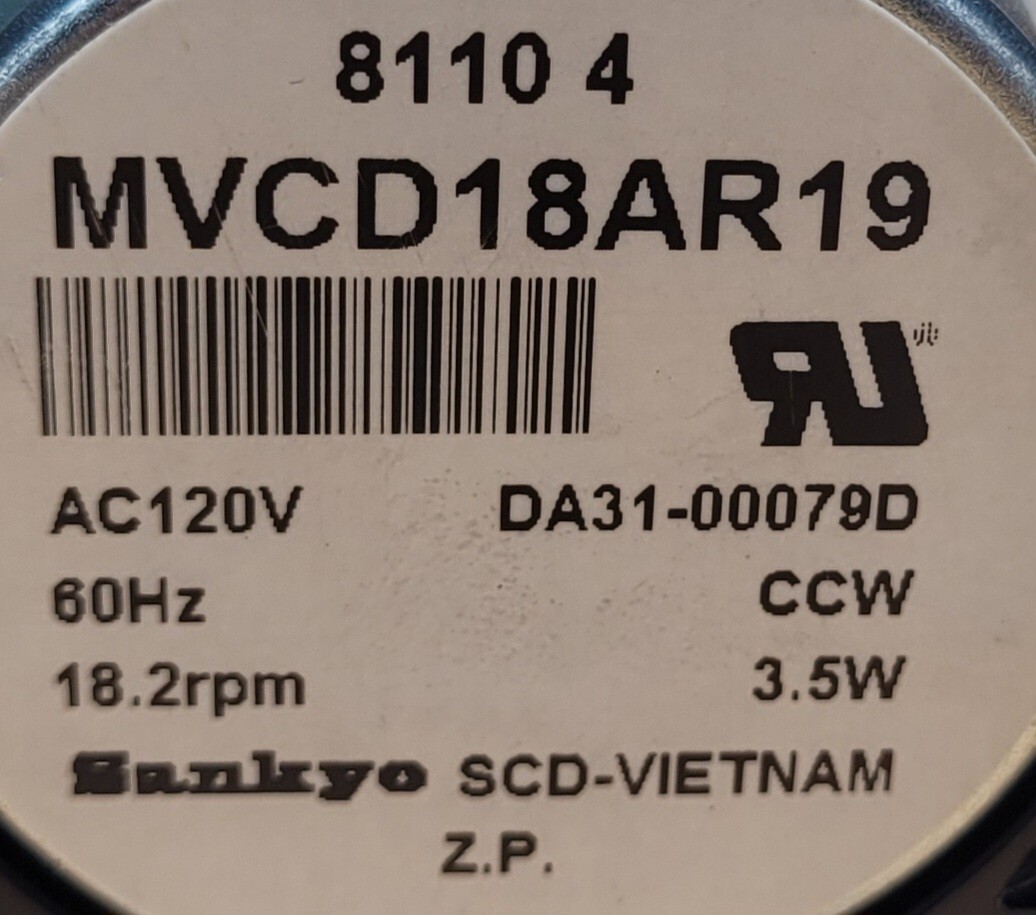 8110 4
MVCD18AR19
AC120V DA31-00079D
60Hz CCW
18.2rpm 3.5W
Sankyo SCD-VIETNAM
Z.P.